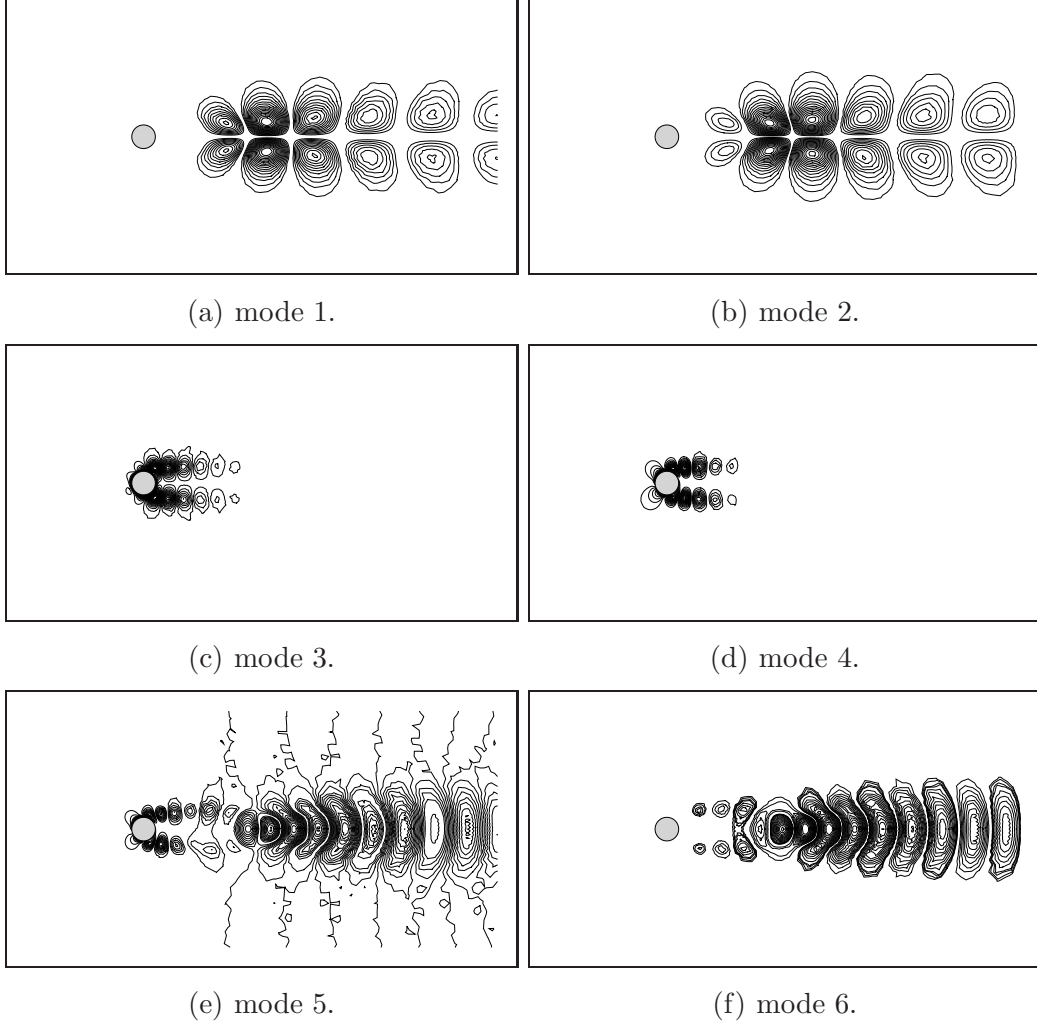 (a) mode 1.
(b) mode 2.
(c) mode 3.
(d) mode 4.
(e) mode 5.
(f) mode 6.